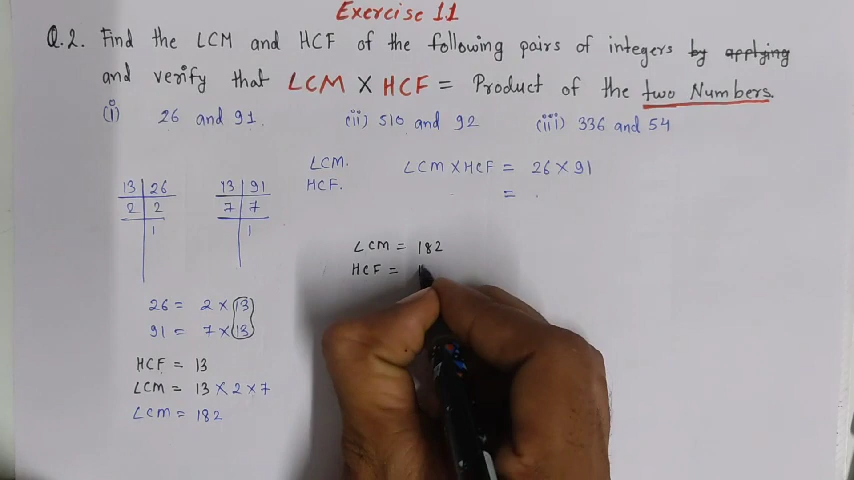 Exercise 1.1
Q.2. Find the LCM and HCF of the following pairs of integers by applying
and verify that LCM X HCF = Product of the two Numbers.
(i) 26 and 91. (ii) 510 and 92 (iii) 336 and 54
LCM. LCM X HCF = 26 X 91
HCF. = .
13 | 26 13 | 91
2 | 2 7 | 7
1 1
LCM = 182
HCF = 1
26 = 2 X 13
91 = 7 X 13
HCF = 13
LCM = 13 X 2 X 7
LCM = 182